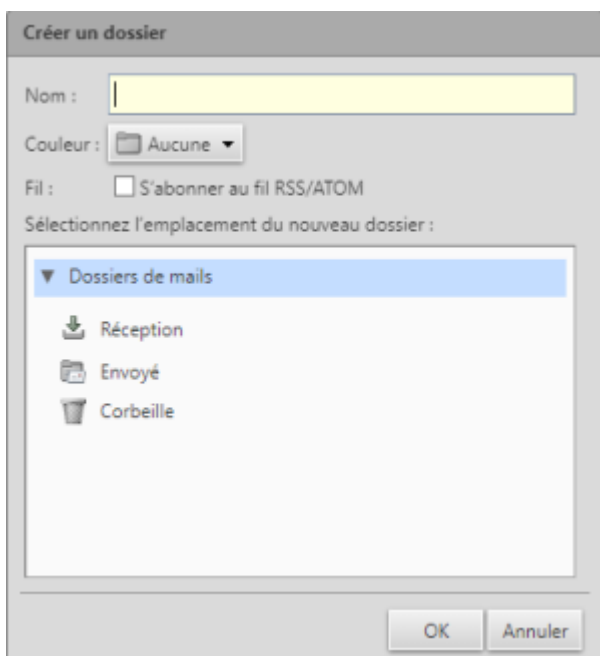 Créer un dossier
Nom :
Couleur : Aucune
Fil : S'abonner au fil RSS/ATOM
Sélectionnez l'emplacement du nouveau dossier :
Dossiers de mails
Réception
Envoyé
Corbeille
OK Annuler